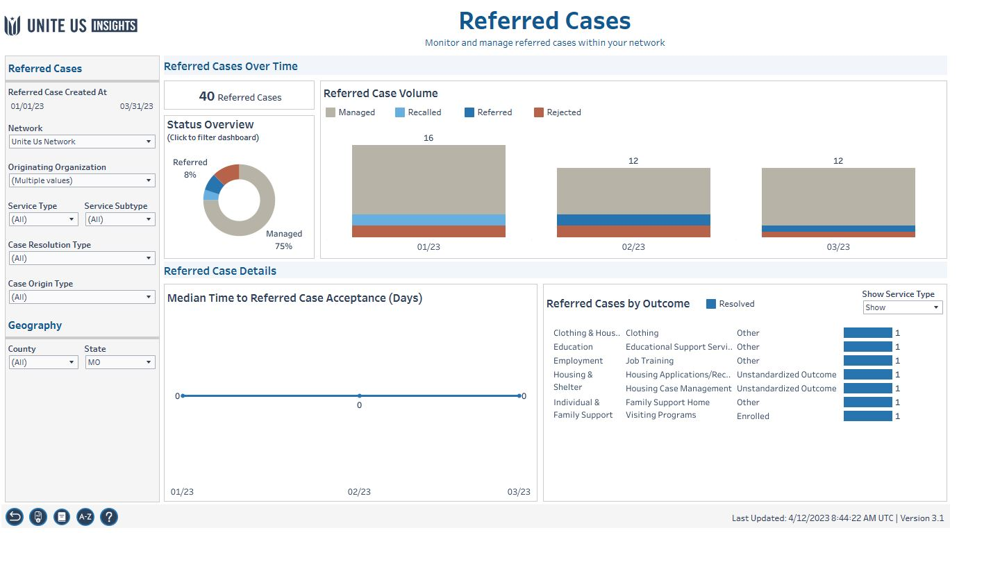 UNITE US INSIGHTS
Referred Cases
Monitor and manage referred cases within your network
Referred Cases
Referred Case Created At
01/01/23 03/31/23
Network
Unite Us Network
Originating Organization
(Multiple values)
Service Type Service Subtype
(All) (All)
Case Resolution Type
(All)
Case Origin Type
(All)
Geography
County State
(All) MO
Referred Cases Over Time
40 Referred Cases
Status Overview
(Click to filter dashboard)
Referred
8%
Managed
75%
Referred Case Volume
Managed Recalled Referred Rejected
16 12 12
01/23 02/23 03/23
Referred Case Details
Median Time to Referred Case Acceptance (Days)
0 0 0
01/23 02/23 03/23
Referred Cases by Outcome Resolved
Show Service Type
Show
Clothing & Hous.. Clothing Other 1
Education Educational Support Servi.. Other 1
Employment Job Training Other 1
Housing & Housing Applications/Rec.. Unstandardized Outcome 1
Shelter Housing Case Management Unstandardized Outcome 1
Individual & Family Support Home Other 1
Family Support Visiting Programs Enrolled 1
A-Z ?
Last Updated: 4/12/2023 8:44:22 AM UTC | Version 3.1